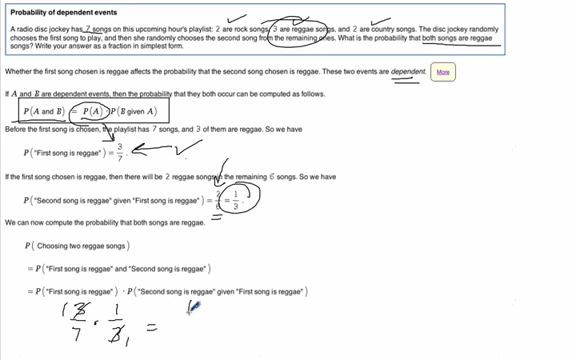 Probability of dependent events
A radio disc jockey has 7 songs on this upcoming hour's playlist: 2 are rock songs, 3 are reggae songs, and 2 are country songs. The disc jockey randomly
chooses the first song to play, and then she randomly chooses the second song from the remaining ones. What is the probability that both songs are reggae
songs? Write your answer as a fraction in simplest form.
Whether the first song chosen is reggae affects the probability that the second song chosen is reggae. These two events are dependent. More
If A and B are dependent events, then the probability that they both occur can be computed as follows.
P(A and B) = P(A) · P(B given A)
Before the first song is chosen, the playlist has 7 songs, and 3 of them are reggae. So we have
P("First song is reggae") = 3/7.
If the first song chosen is reggae, then there will be 2 reggae songs in the remaining 6 songs. So we have
P("Second song is reggae" given "First song is reggae") = 2/6 = 1/3.
We can now compute the probability that both songs are reggae.
P( Choosing two reggae songs)
= P("First song is reggae" and "Second song is reggae")
= P("First song is reggae") · P("Second song is reggae" given "First song is reggae")
1 3/7 · 1/3 1 =